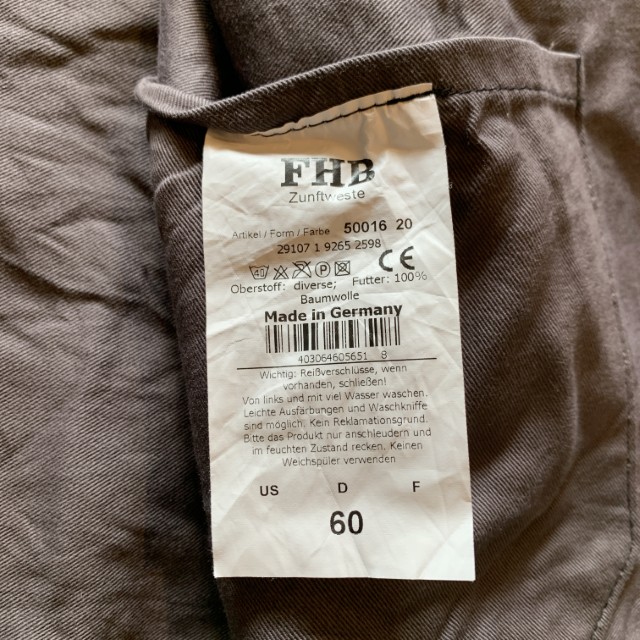 FHB
Zunftweste
Artikel / Form / Farbe 50016 20
29107 1 9265 2598
40 P CE
Oberstoff: diverse; Futter: 100%
Baumwolle
Made in Germany
403064605651 8
Wichtig: Reißverschlüsse, wenn
vorhanden, schließen!
Von links und mit viel Wasser waschen.
Leichte Ausfärbungen und Waschkniffe
sind möglich. Kein Reklamationsgrund.
Bitte das Produkt nur anschleudern und
im feuchten Zustand recken. Keinen
Weichspüler verwenden
US D F
60